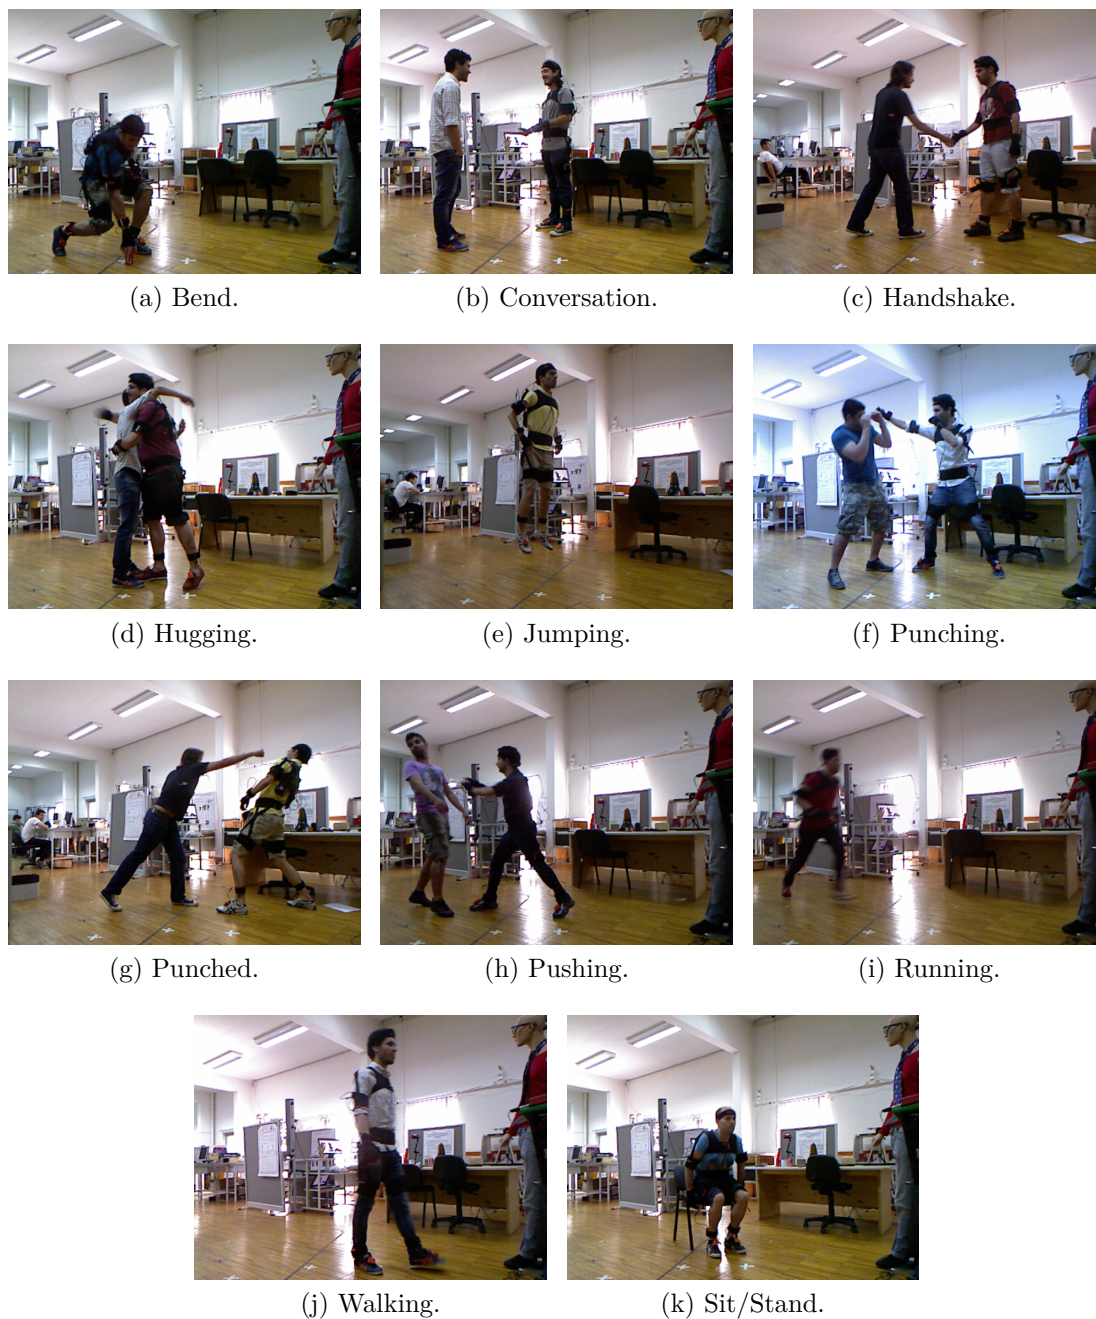 (a) Bend.
(b) Conversation.
(c) Handshake.
(d) Hugging.
(e) Jumping.
(f) Punching.
(g) Punched.
(h) Pushing.
(i) Running.
(j) Walking.
(k) Sit/Stand.